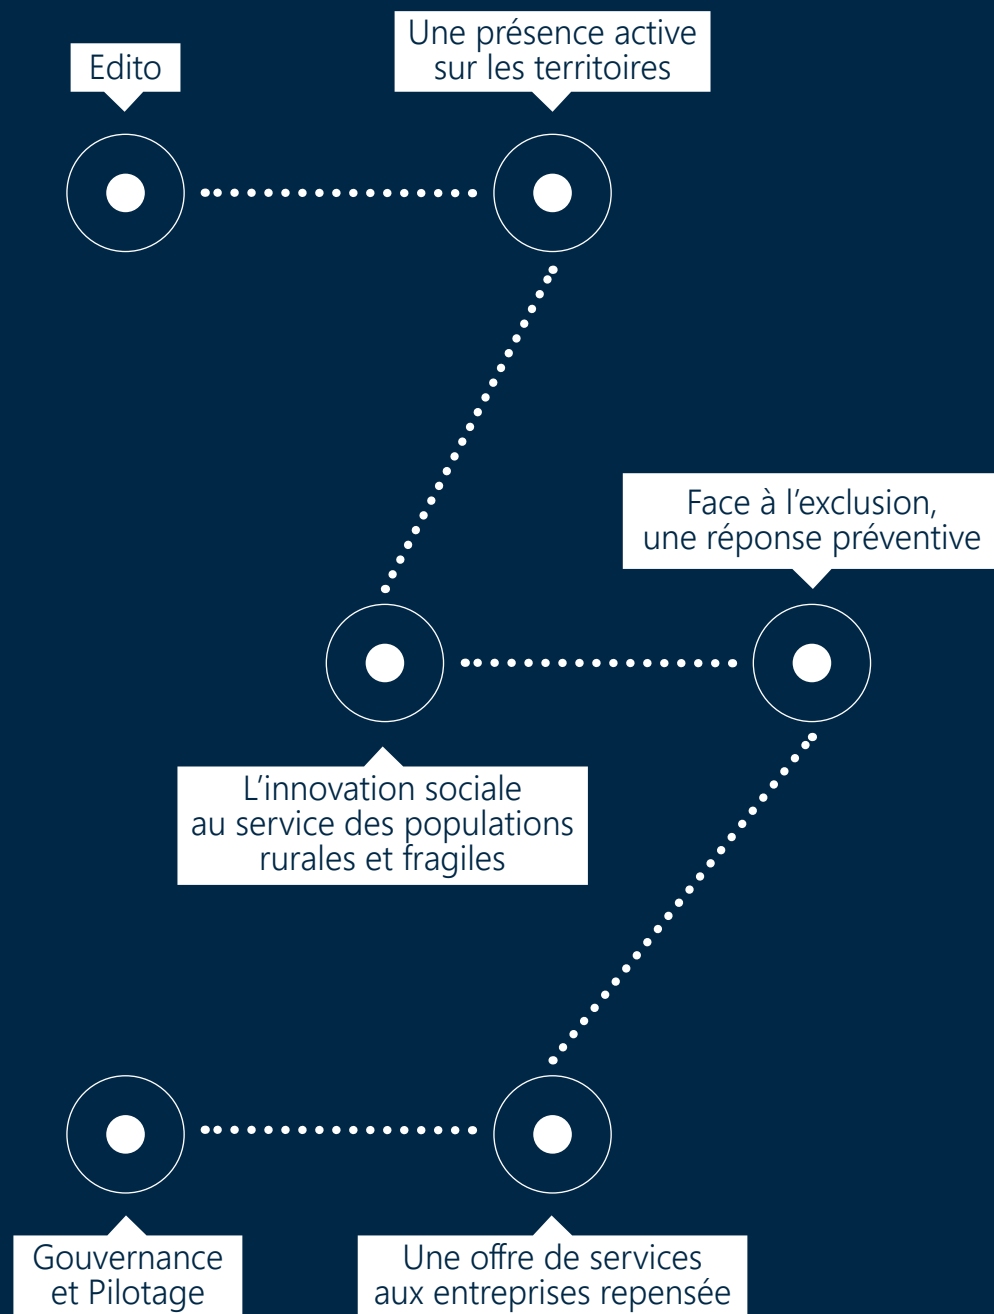 Edito
Une présence active
sur les territoires
Face à l’exclusion,
une réponse préventive
L’innovation sociale
au service des populations
rurales et fragiles
Gouvernance
et Pilotage
Une offre de services
aux entreprises repensée